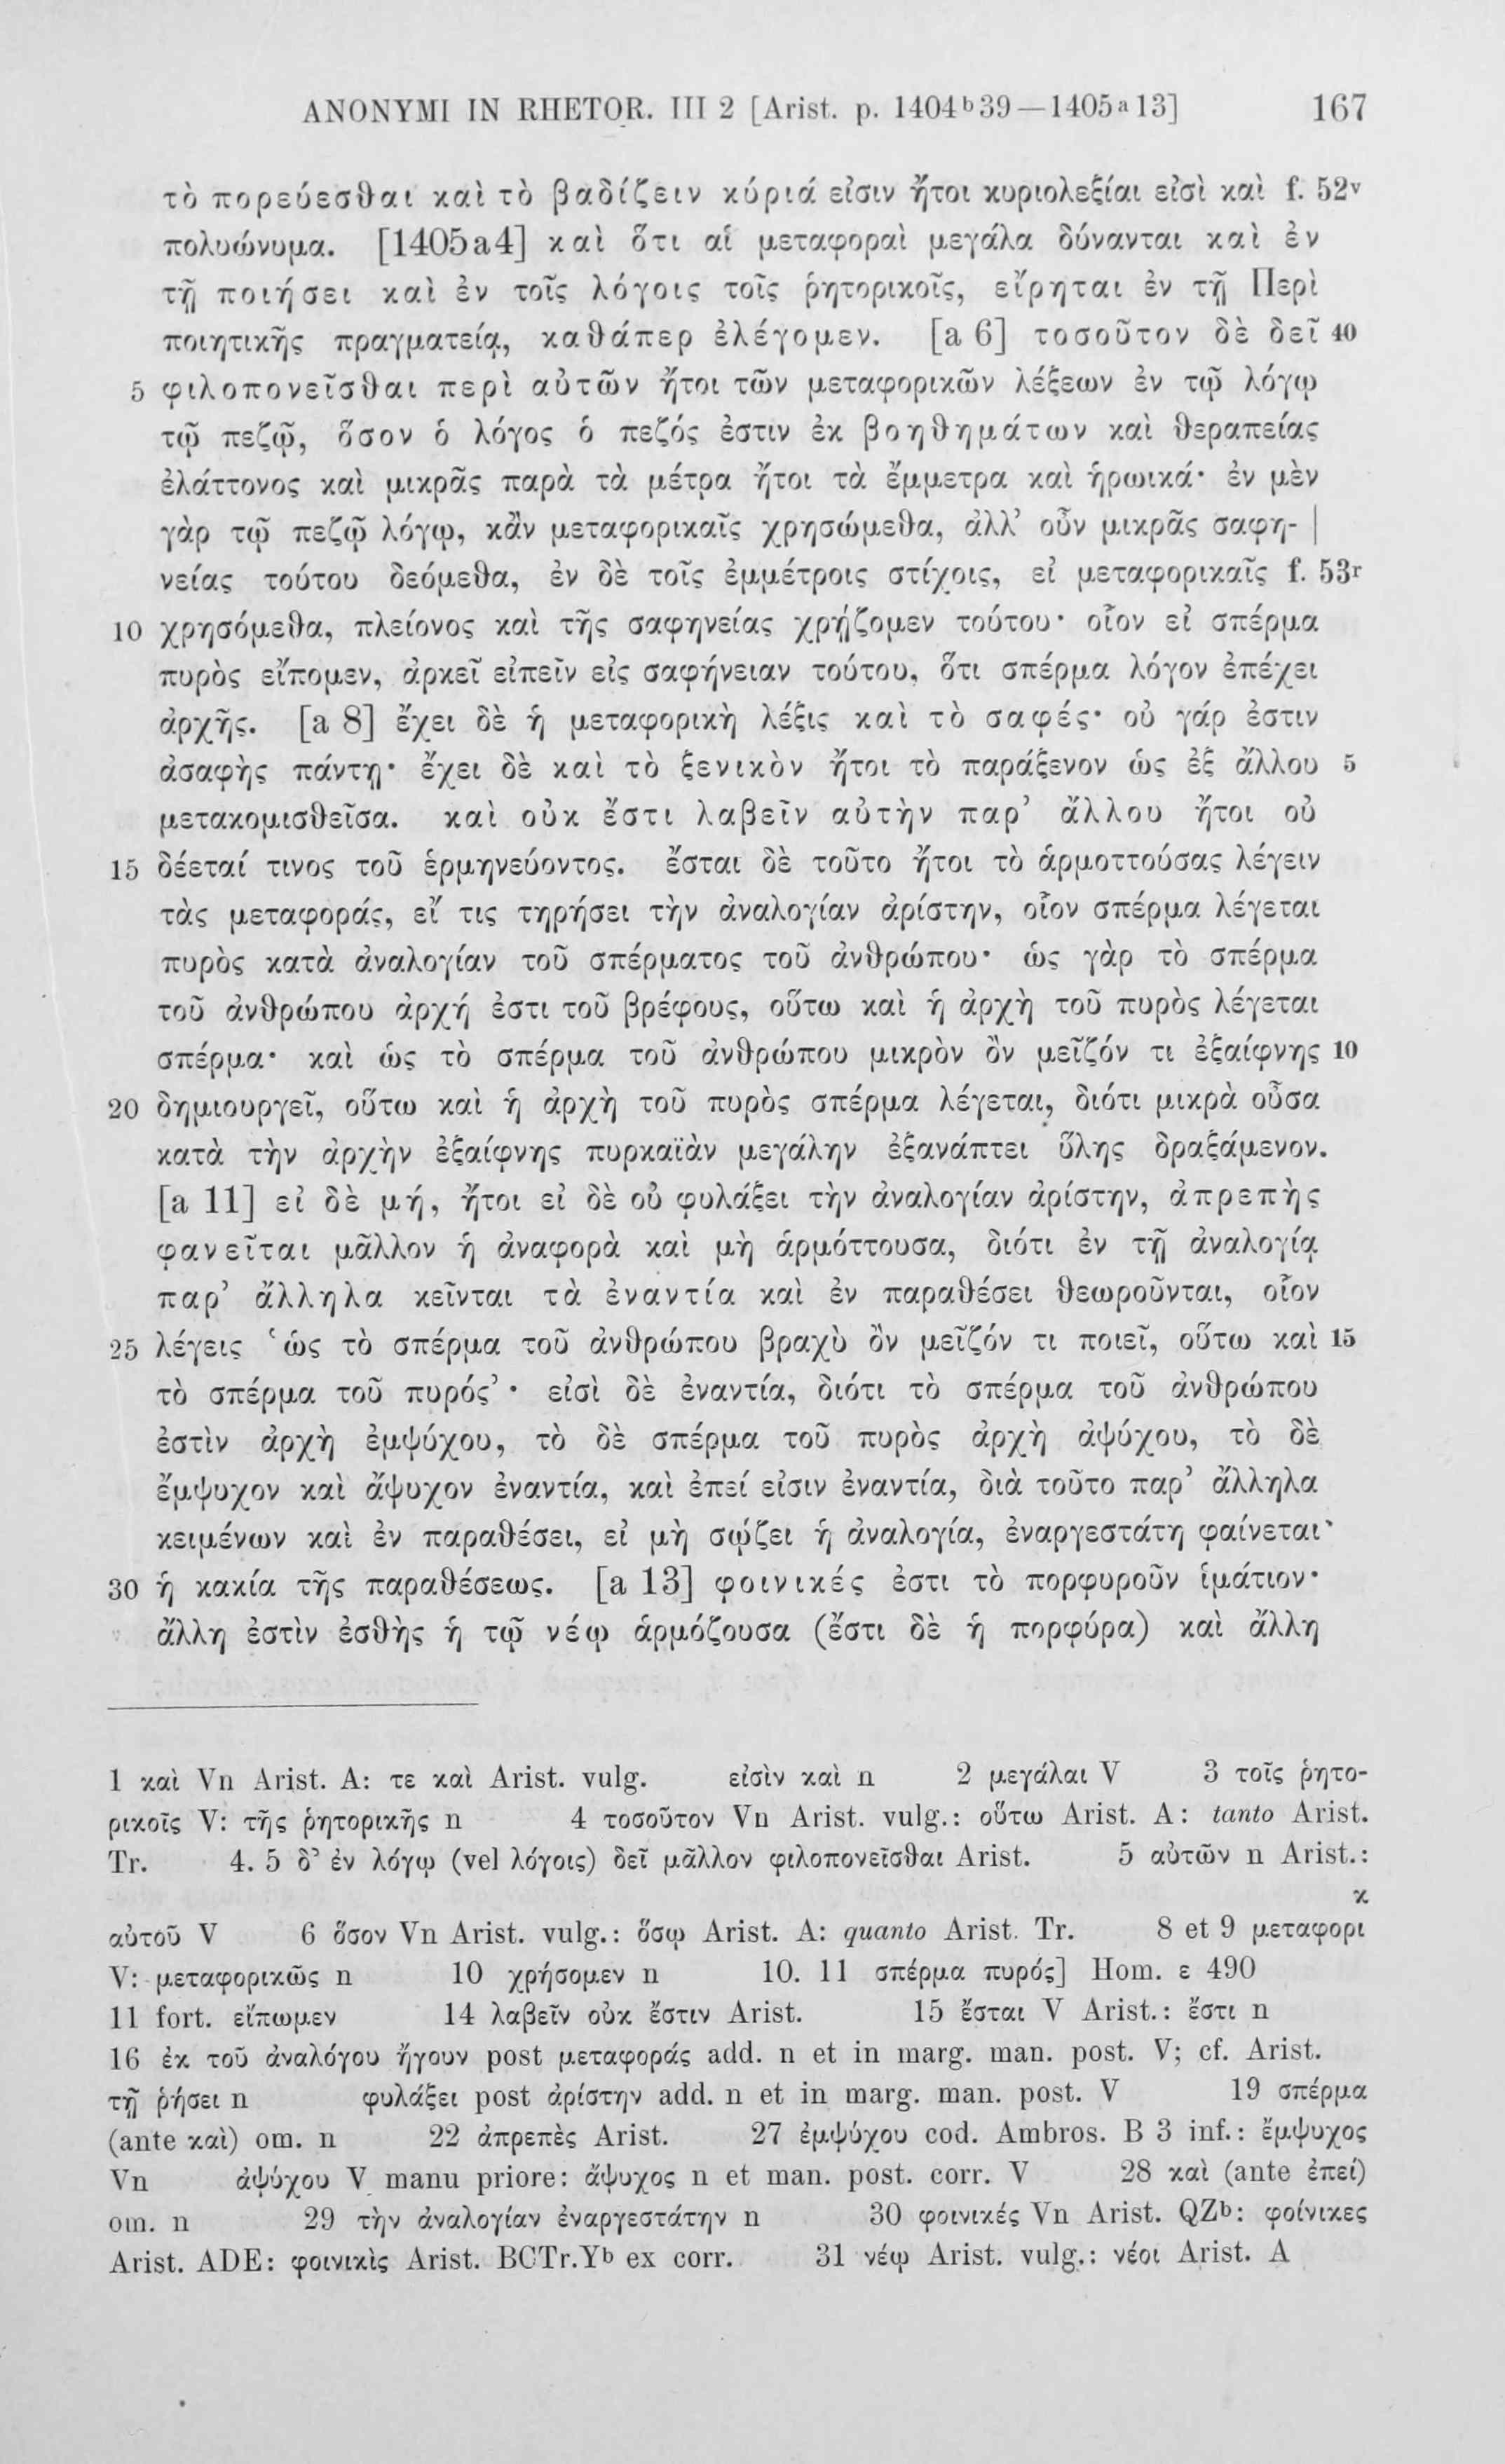 ANONYMI IN RHETOR. III 2 [Arist. p. 1404ᵇ39—1405ᵃ13] 167
τὸ πορεύεσθαι καὶ τὸ βαδίζειν κύριά εἰσιν ἤτοι κυριολεξίαι εἰσὶ καὶ f. 52ᵛ
πολυώνυμα. [1405a4] καὶ ὅτι αἱ μεταφοραὶ μεγάλα δύνανται καὶ ἐν
τῇ ποιήσει καὶ ἐν τοῖς λόγοις τοῖς ῥητορικοῖς, εἴρηται ἐν τῇ Περὶ
ποιητικῆς πραγματείᾳ, καθάπερ ἐλέγομεν. [a 6] τοσοῦτον δὲ δεῖ 40
5 φιλοπονεῖσθαι περὶ αὐτῶν ἤτοι τῶν μεταφορικῶν λέξεων ἐν τῷ λόγῳ
τῷ πεζῷ, ὅσον ὁ λόγος ὁ πεζός ἐστιν ἐκ βοηθημάτων καὶ θεραπείας
ἐλάττονος καὶ μικρᾶς παρὰ τὰ μέτρα ἤτοι τὰ ἔμμετρα καὶ ἡρωικά· ἐν μὲν
γὰρ τῷ πεζῷ λόγῳ, κἂν μεταφορικαῖς χρησώμεθα, ἀλλ’ οὖν μικρᾶς σαφη- |
νείας τούτου δεόμεθα, ἐν δὲ τοῖς ἐμμέτροις στίχοις, εἰ μεταφορικαῖς f. 53ʳ
10 χρησόμεθα, πλείονος καὶ τῆς σαφηνείας χρῄζομεν τούτου· οἷον εἰ σπέρμα
πυρὸς εἴπομεν, ἀρκεῖ εἰπεῖν εἰς σαφήνειαν τούτου, ὅτι σπέρμα λόγον ἐπέχει
ἀρχῆς. [a 8] ἔχει δὲ ἡ μεταφορικὴ λέξις καὶ τὸ σαφές· οὐ γάρ ἐστιν
ἀσαφὴς πάντῃ· ἔχει δὲ καὶ τὸ ξενικὸν ἤτοι τὸ παράξενον ὡς ἐξ ἄλλου 5
μετακομισθεῖσα. καὶ οὐκ ἔστι λαβεῖν αὐτὴν παρ’ ἄλλου ἤτοι οὐ
15 δέεταί τινος τοῦ ἑρμηνεύοντος. ἔσται δὲ τοῦτο ἤτοι τὸ ἁρμοττούσας λέγειν
τὰς μεταφοράς, εἴ τις τηρήσει τὴν ἀναλογίαν ἀρίστην, οἷον σπέρμα λέγεται
πυρὸς κατὰ ἀναλογίαν τοῦ σπέρματος τοῦ ἀνθρώπου· ὡς γὰρ τὸ σπέρμα
τοῦ ἀνθρώπου ἀρχή ἐστι τοῦ βρέφους, οὕτω καὶ ἡ ἀρχὴ τοῦ πυρὸς λέγεται
σπέρμα· καὶ ὡς τὸ σπέρμα τοῦ ἀνθρώπου μικρὸν ὂν μεῖζόν τι ἐξαίφνης 10
20 δημιουργεῖ, οὕτω καὶ ἡ ἀρχὴ τοῦ πυρὸς σπέρμα λέγεται, διότι μικρὰ οὖσα
κατὰ τὴν ἀρχὴν ἐξαίφνης πυρκαϊὰν μεγάλην ἐξανάπτει ὕλης δραξάμενον.
[a 11] εἰ δὲ μή, ἤτοι εἰ δὲ οὐ φυλάξει τὴν ἀναλογίαν ἀρίστην, ἀπρεπὴς
φανεῖται μᾶλλον ἡ ἀναφορὰ καὶ μὴ ἁρμόττουσα, διότι ἐν τῇ ἀναλογίᾳ
παρ’ ἄλληλα κεῖνται τὰ ἐναντία καὶ ἐν παραθέσει θεωροῦνται, οἷον
25 λέγεις ‘ὡς τὸ σπέρμα τοῦ ἀνθρώπου βραχὺ ὂν μεῖζόν τι ποιεῖ, οὕτω καὶ 15
τὸ σπέρμα τοῦ πυρός’· εἰσὶ δὲ ἐναντία, διότι τὸ σπέρμα τοῦ ἀνθρώπου
ἐστὶν ἀρχὴ ἐμψύχου, τὸ δὲ σπέρμα τοῦ πυρὸς ἀρχὴ ἀψύχου, τὸ δὲ
ἔμψυχον καὶ ἄψυχον ἐναντία, καὶ ἐπεί εἰσιν ἐναντία, διὰ τοῦτο παρ’ ἄλληλα
κειμένων καὶ ἐν παραθέσει, εἰ μὴ σῴζει ἡ ἀναλογία, ἐναργεστάτη φαίνεται
30 ἡ κακία τῆς παραθέσεως. [a 13] φοινικές ἐστι τὸ πορφυροῦν ἱμάτιον·
ἄλλη ἐστὶν ἐσθὴς ἡ τῷ νέῳ ἁρμόζουσα (ἔστι δὲ ἡ πορφύρα) καὶ ἄλλη
1 καὶ Vn Arist. A: τε καὶ Arist. vulg. εἰσὶν καὶ n 2 μεγάλαι V 3 τοῖς ῥητο-
ρικοῖς V: τῆς ῥητορικῆς n 4 τοσοῦτον Vn Arist. vulg.: οὕτω Arist. A: tanto Arist.
Tr. 4. 5 δ’ ἐν λόγῳ (vel λόγοις) δεῖ μᾶλλον φιλοπονεῖσθαι Arist. 5 αὐτῶν n Arist.:
κ
αὐτοῦ V 6 ὅσον Vn Arist. vulg.: ὅσῳ Arist. A: quanto Arist. Tr. 8 et 9 μεταφορι
V: μεταφορικῶς n 10 χρήσομεν n 10. 11 σπέρμα πυρός] Hom. ε 490
11 fort. εἴπωμεν 14 λαβεῖν οὐκ ἔστιν Arist. 15 ἔσται V Arist.: ἔστι n
16 ἐκ τοῦ ἀναλόγου ἤγουν post μεταφοράς add. n et in marg. man. post. V; cf. Arist.
τῇ ῥήσει n φυλάξει post ἀρίστην add. n et in marg. man. post. V 19 σπέρμα
(ante καὶ) om. n 22 ἀπρεπὲς Arist. 27 ἐμψύχου cod. Ambros. B 3 inf.: ἔμψυχος
Vn ἀψύχου V manu priore: ἄψυχος n et man. post. corr. V 28 καὶ (ante ἐπεί)
om. n 29 τὴν ἀναλογίαν ἐναργεστάτην n 30 φοινικές Vn Arist. QZᵇ: φοίνικες
Arist. ADE: φοινικὶς Arist. BCTr.Yᵇ ex corr. 31 νέῳ Arist. vulg.: νέοι Arist. A